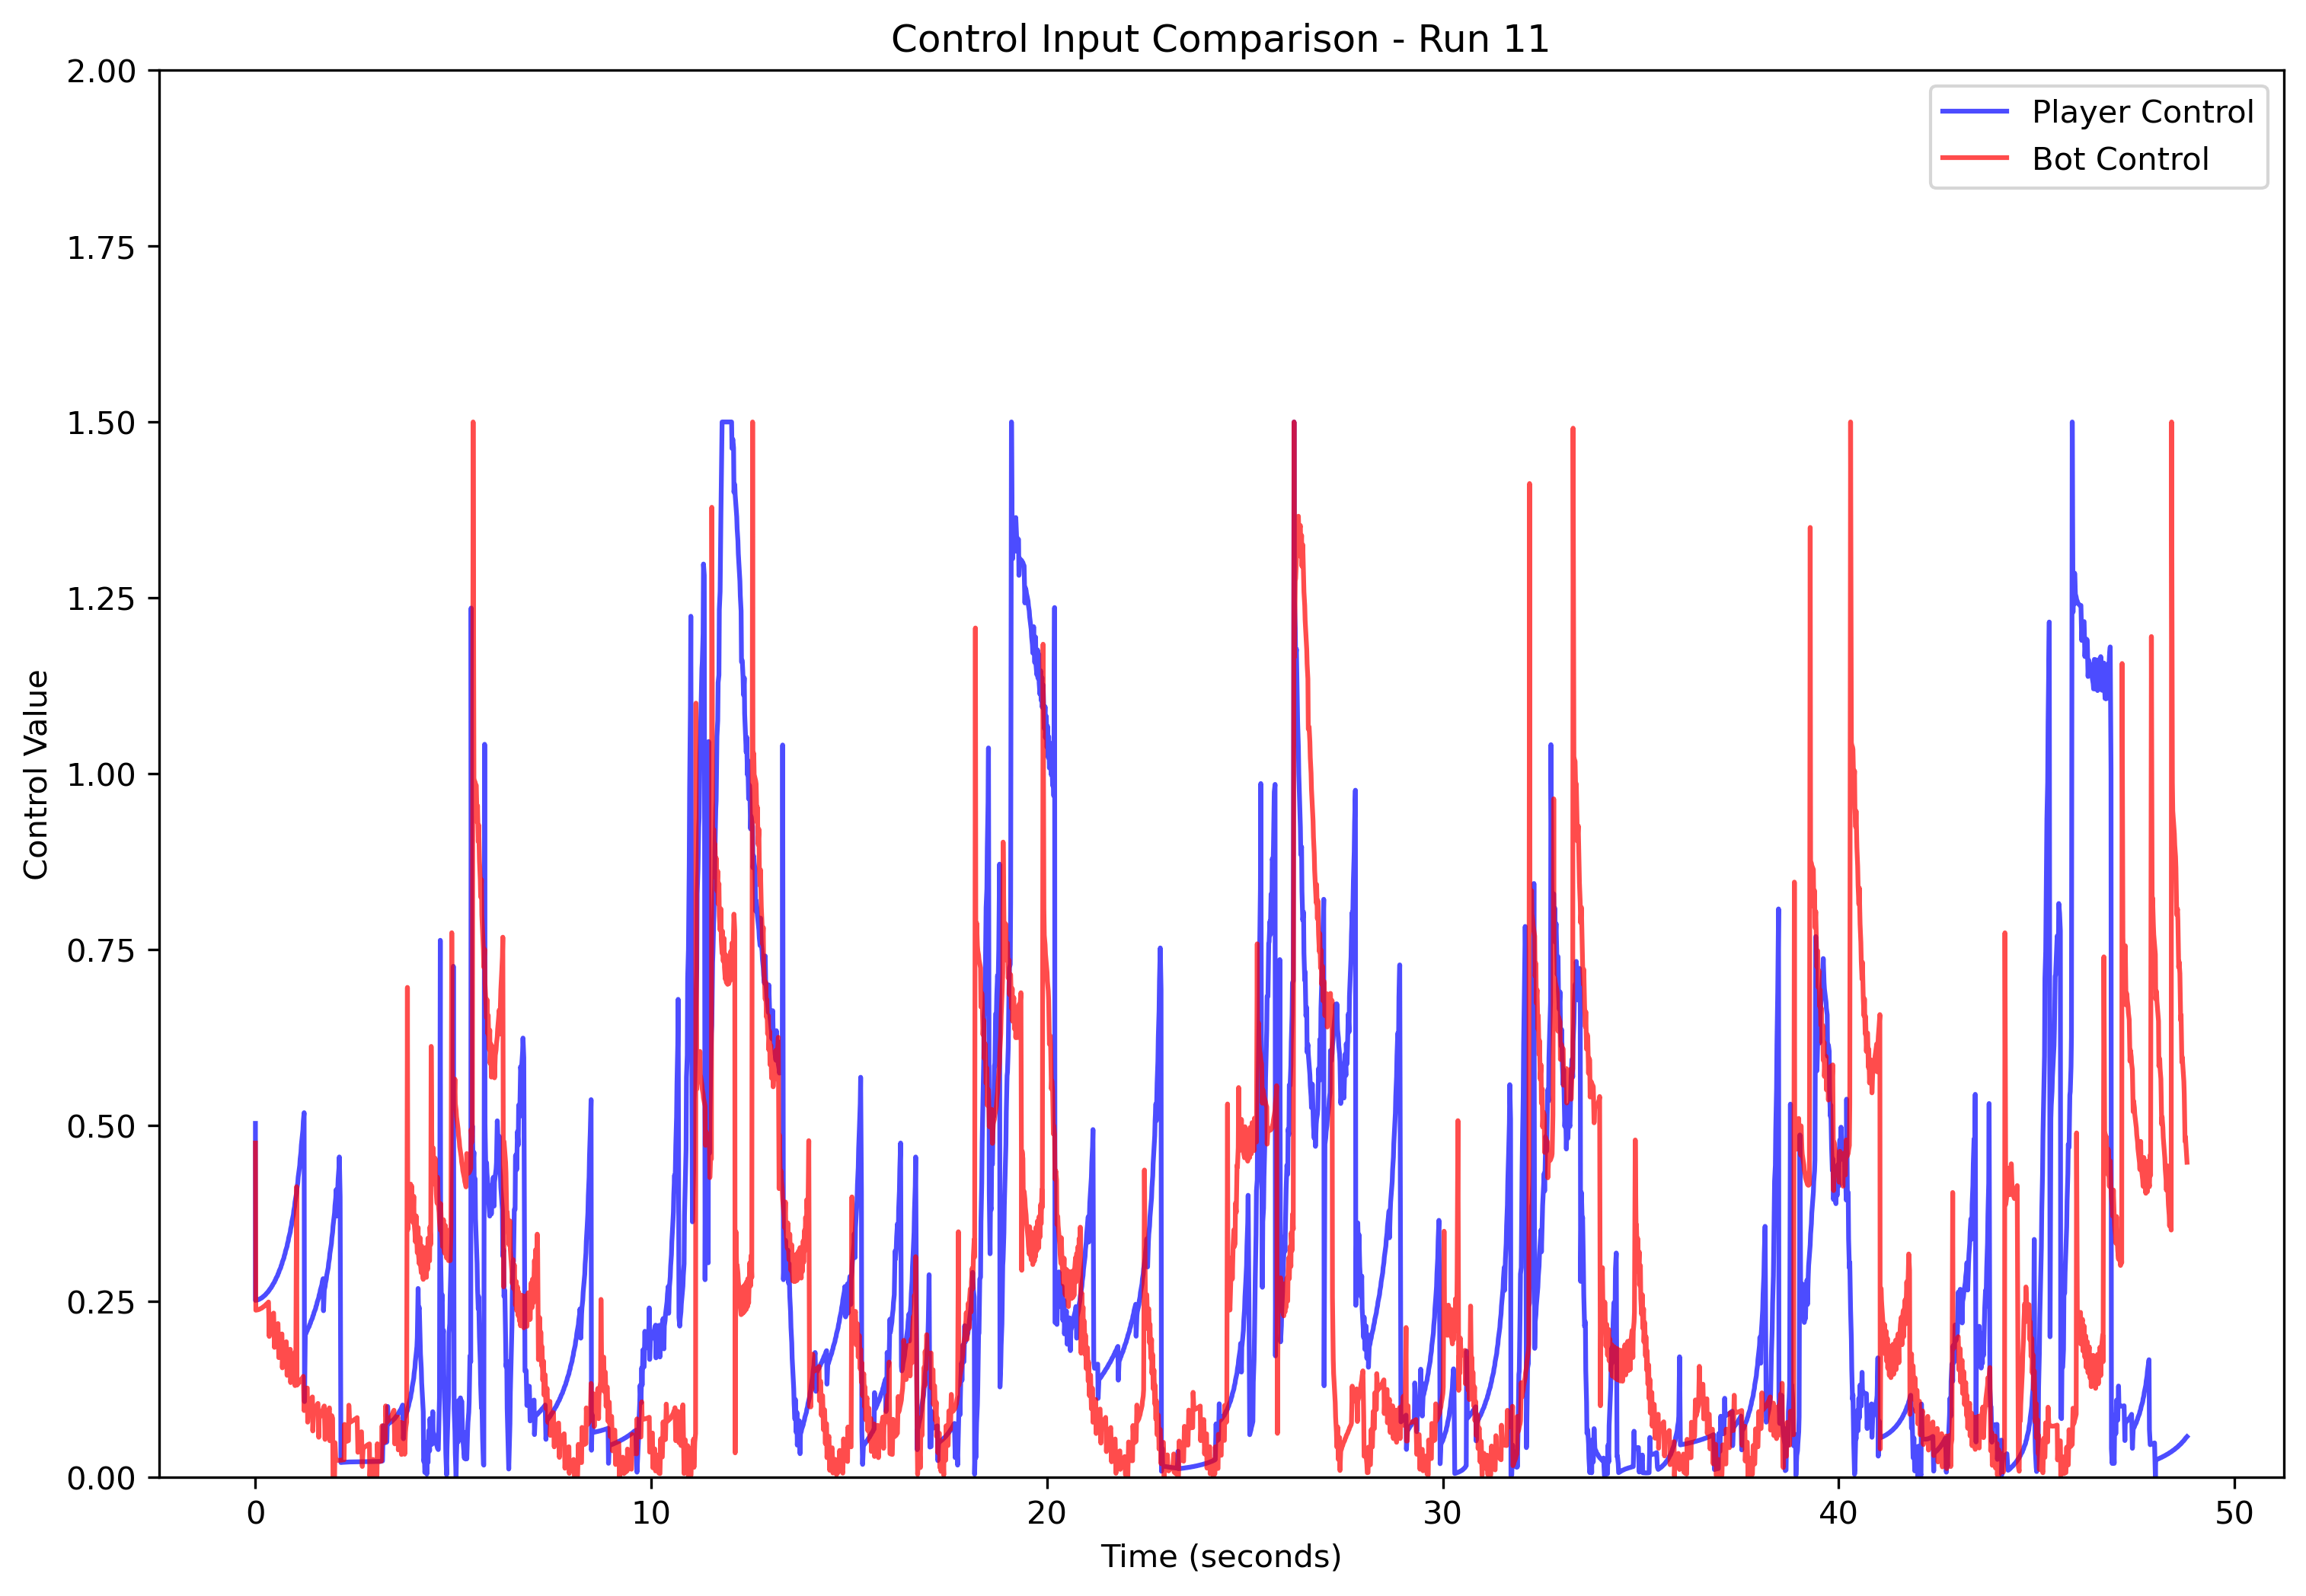 Control Input Comparison - Run 11
Player Control
Bot Control
Control Value
2.00
1.75
1.50
1.25
1.00
0.75
0.50
0.25
0.00
0 10 20 30 40 50
Time (seconds)